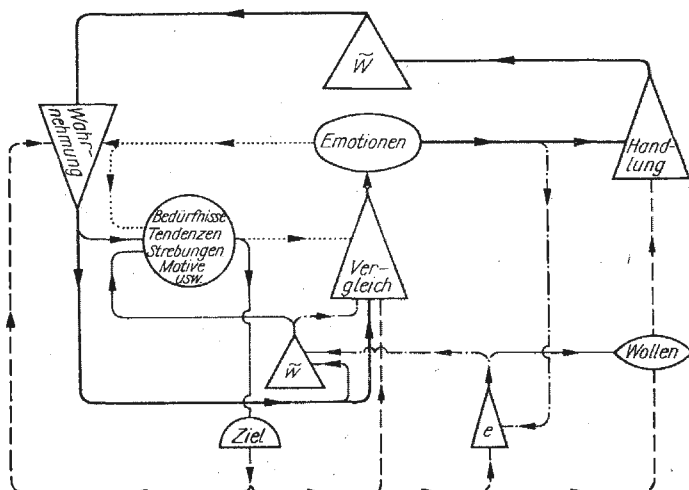 W̃
Wahr-
nehmung
Emotionen
Hand-
lung
Bedürfnisse
Tendenzen
Strebungen
Motive
usw.
Ver-
gleich
w̃
Wollen
Ziel
e